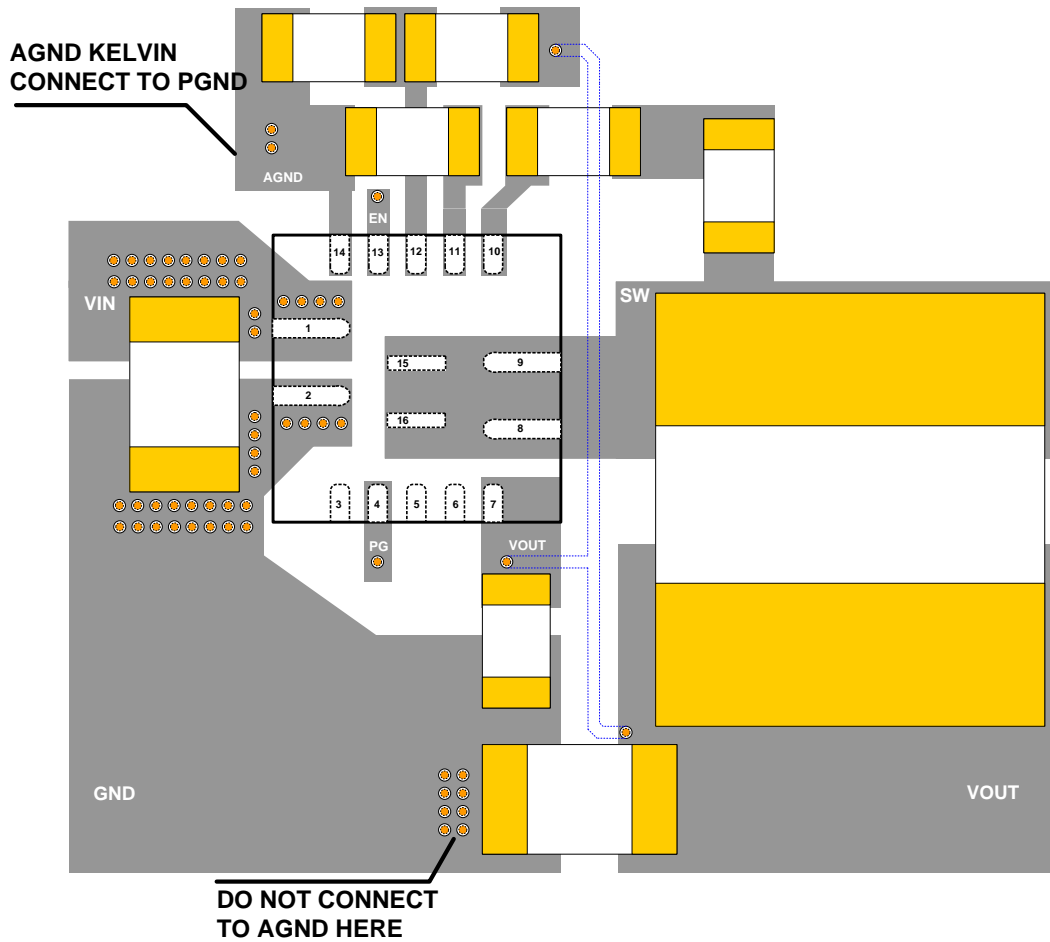 AGND KELVIN
CONNECT TO PGND
AGND
EN
14 13 12 11 10
VIN
SW
1
15
9
2
16
8
3 4 5 6 7
PG
VOUT
GND
VOUT
DO NOT CONNECT
TO AGND HERE